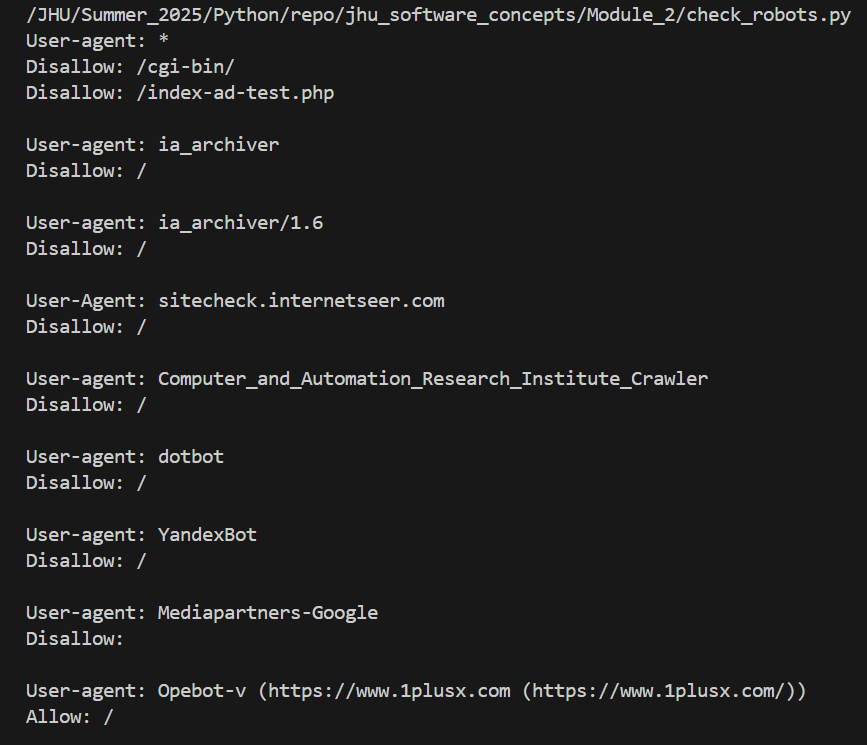 /JHU/Summer_2025/Python/repo/jhu_software_concepts/Module_2/check_robots.py
User-agent: *
Disallow: /cgi-bin/
Disallow: /index-ad-test.php
User-agent: ia_archiver
Disallow: /
User-agent: ia_archiver/1.6
Disallow: /
User-Agent: sitecheck.internetseer.com
Disallow: /
User-agent: Computer_and_Automation_Research_Institute_Crawler
Disallow: /
User-agent: dotbot
Disallow: /
User-agent: YandexBot
Disallow: /
User-agent: Mediapartners-Google
Disallow:
User-agent: Opebot-v (https://www.1plusx.com (https://www.1plusx.com/))
Allow: /